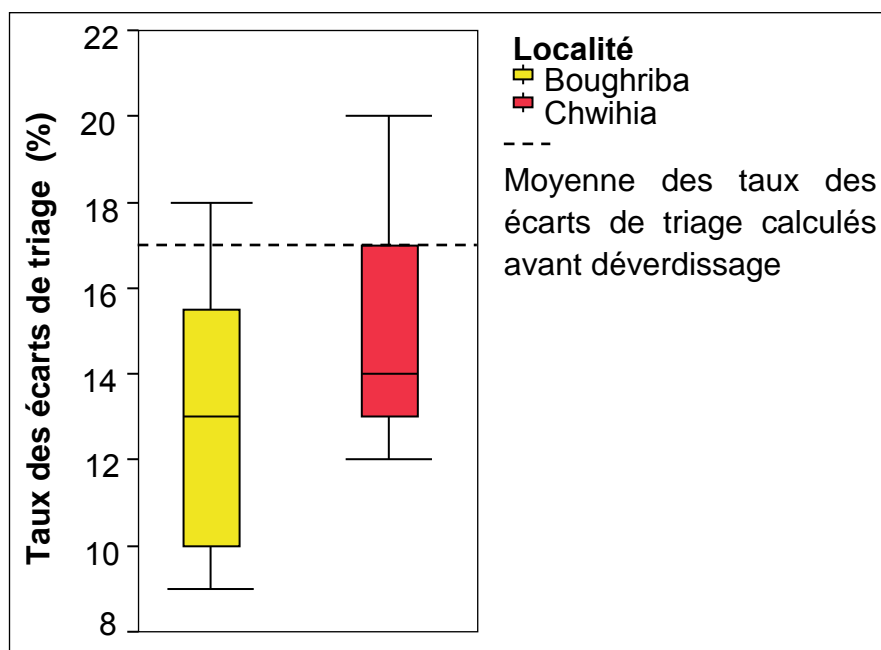 Taux des écarts de triage (%)
22
20
18
16
14
12
10
8
Localité
Boughriba
Chwihia
Moyenne des taux des
écarts de triage calculés
avant déverdissage